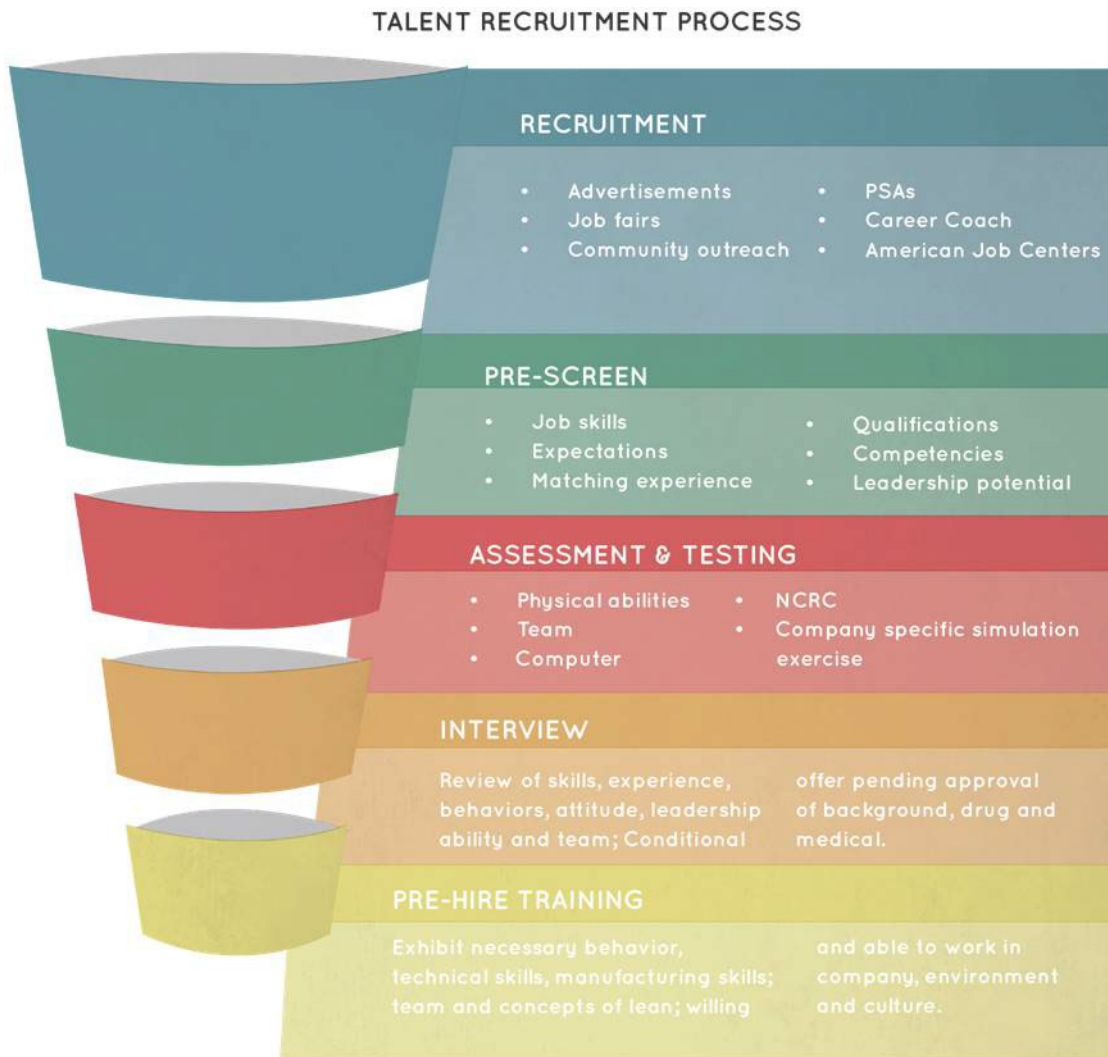 TALENT RECRUITMENT PROCESS
RECRUITMENT
• Advertisements
• Job fairs
• Community outreach
• PSAs
• Career Coach
• American Job Centers
PRE-SCREEN
• Job skills
• Expectations
• Matching experience
• Qualifications
• Competencies
• Leadership potential
ASSESSMENT & TESTING
• Physical abilities
• Team
• Computer
• NCRC
• Company specific simulation
exercise
INTERVIEW
Review of skills, experience,
behaviors, attitude, leadership
ability and team; Conditional
offer pending approval
of background, drug and
medical.
PRE-HIRE TRAINING
Exhibit necessary behavior,
technical skills, manufacturing skills;
team and concepts of lean; willing
and able to work in
company, environment
and culture.